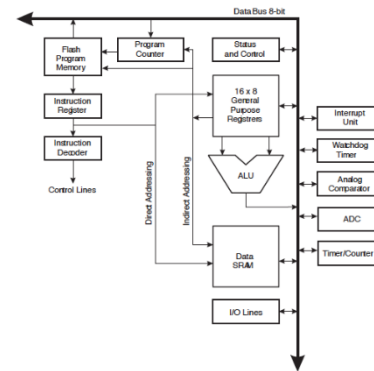 Data Bus 8-bit
Flash
Program
Memory
Program
Counter
Status
and Control
Instruction
Register
16 x 8
General
Purpose
Registrers
Interrupt
Unit
Instruction
Decoder
Watchdog
Timer
Control Lines
Direct Addressing
Indirect Addressing
ALU
Analog
Comparator
ADC
Data
SRAM
Timer/Counter
I/O Lines